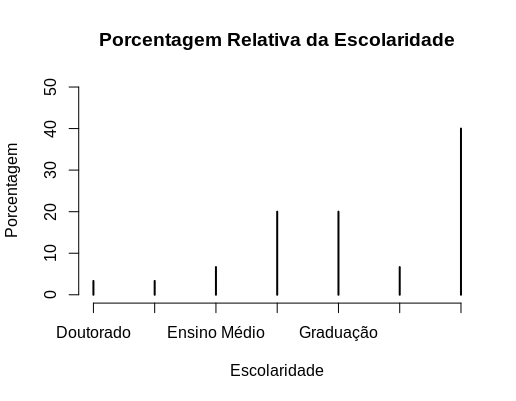 Porcentagem Relativa da Escolaridade
Porcentagem
50
40
30
20
10
0
Doutorado Ensino Médio Graduação
Escolaridade